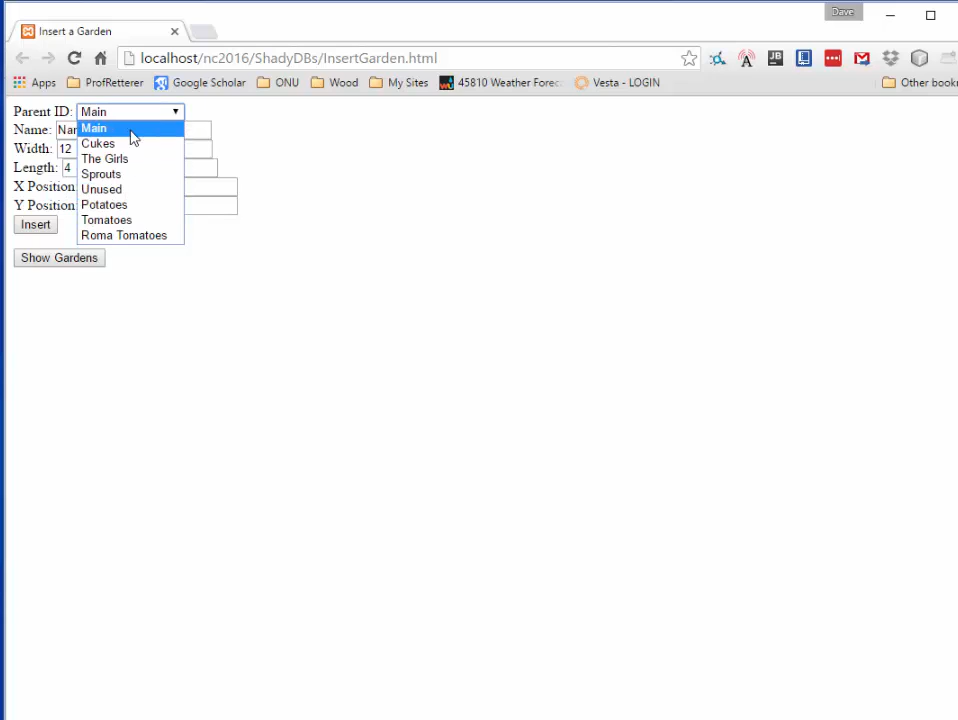 Dave
Insert a Garden
localhost/nc2016/ShadyDBs/InsertGarden.html
Apps ProfRetterer Google Scholar ONU Wood My Sites 45810 Weather Forec Vesta - LOGIN Other book
Parent ID: Main
Main
Name: Nar
Cukes
Width: 12
The Girls
Length: 4
Sprouts
X Position
Unused
Y Position
Potatoes
Insert
Tomatoes
Roma Tomatoes
Show Gardens